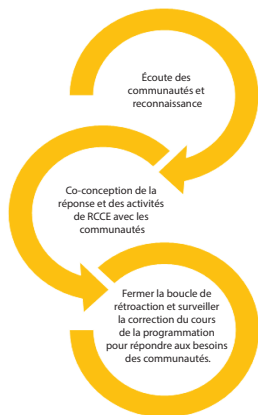 Écoute des
communautés et
reconnaissance
Co-conception de la
réponse et des activités
de RCCE avec les
communautés
Fermer la boucle de
rétroaction et surveiller
la correction du cours
de la programmation
pour répondre aux besoins
des communautés.